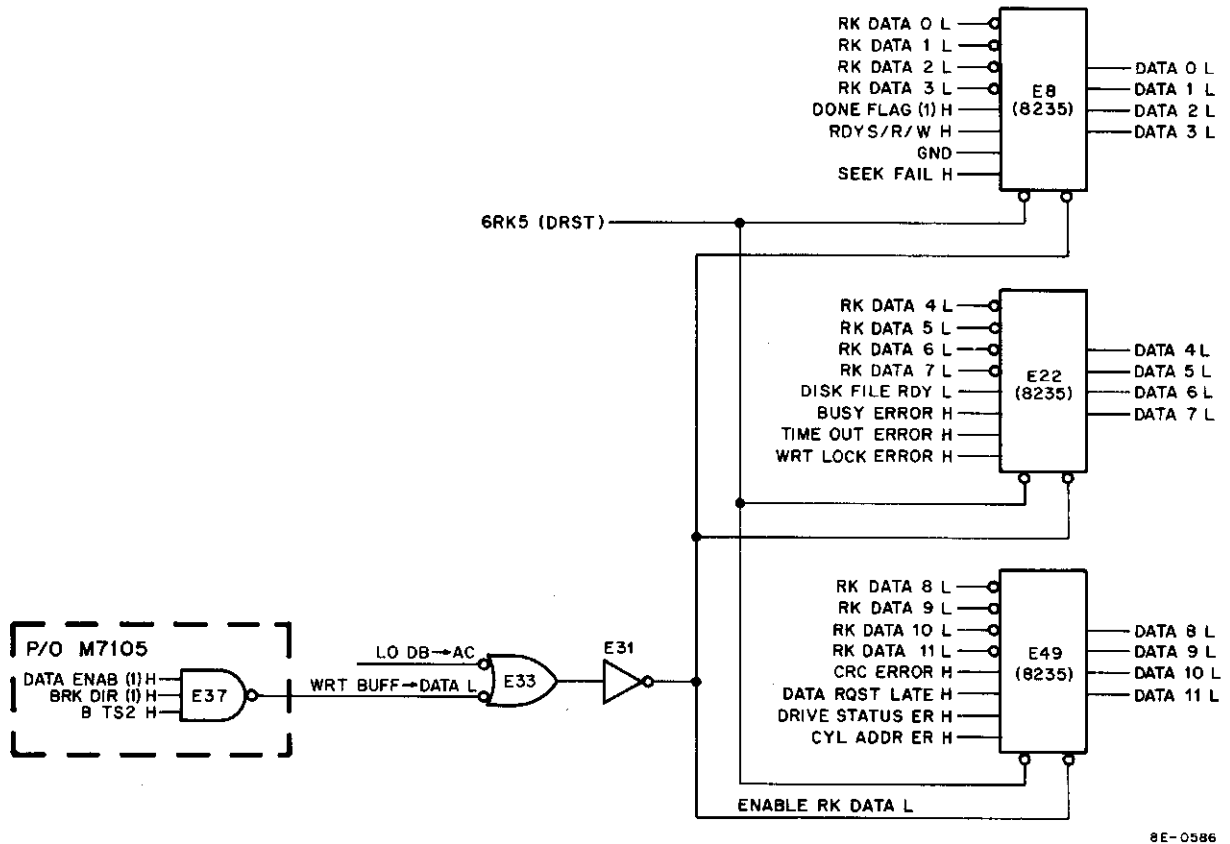 RK DATA 0 L
RK DATA 1 L
RK DATA 2 L
RK DATA 3 L
DONE FLAG (1) H
RDY S/R/W H
GND
SEEK FAIL H
E8
(8235)
DATA 0 L
DATA 1 L
DATA 2 L
DATA 3 L
6RK5 (DRST)
RK DATA 4 L
RK DATA 5 L
RK DATA 6 L
RK DATA 7 L
DISK FILE RDY L
BUSY ERROR H
TIME OUT ERROR H
WRT LOCK ERROR H
E22
(8235)
DATA 4 L
DATA 5 L
DATA 6 L
DATA 7 L
RK DATA 8 L
RK DATA 9 L
RK DATA 10 L
RK DATA 11 L
CRC ERROR H
DATA RQST LATE H
DRIVE STATUS ER H
CYL ADDR ER H
E49
(8235)
DATA 8 L
DATA 9 L
DATA 10 L
DATA 11 L
P/O M7105
DATA ENAB (1) H
BRK DIR (1) H
B TS2 H
E37
LO DB→AC
WRT BUFF→DATA L
E33
E31
ENABLE RK DATA L
8E-0586